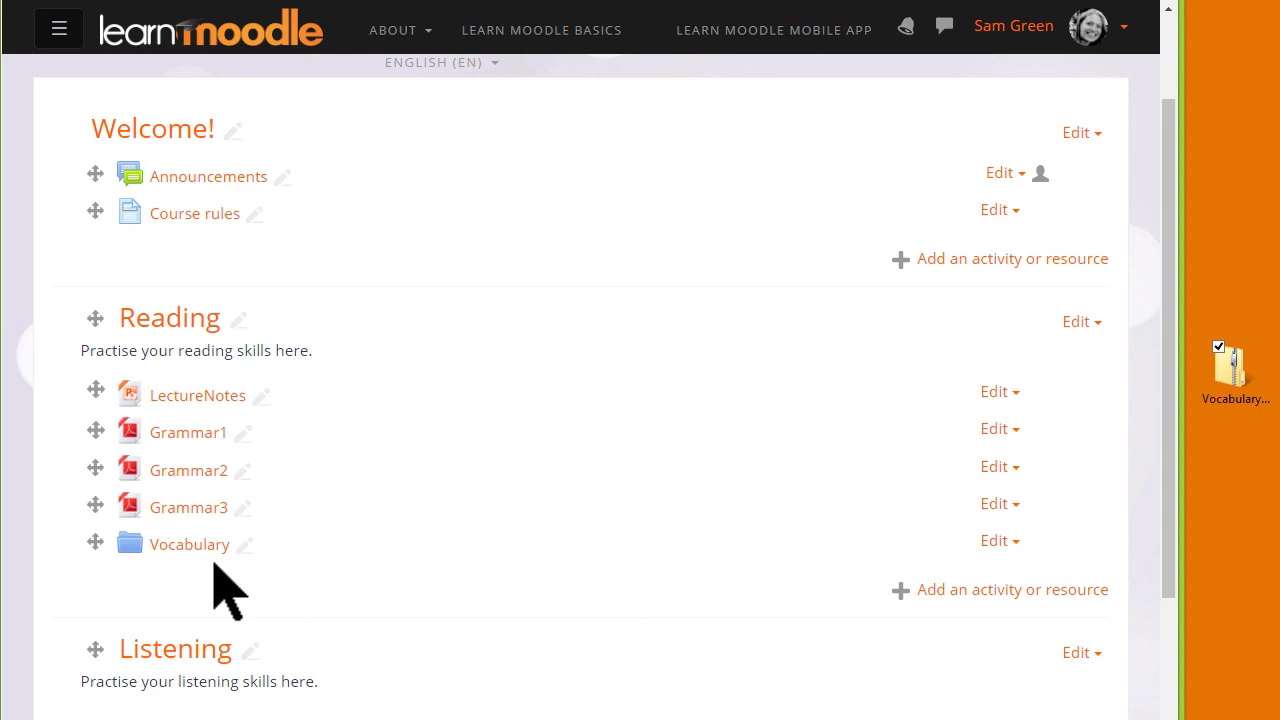 learn moodle
ABOUT LEARN MOODLE BASICS LEARN MOODLE MOBILE APP Sam Green
ENGLISH (EN)
Welcome! Edit
Announcements Edit
Course rules Edit
Add an activity or resource
Reading Edit
Practise your reading skills here.
LectureNotes Edit
Grammar1 Edit
Vocabulary...
Grammar2 Edit
Grammar3 Edit
Vocabulary Edit
Add an activity or resource
Listening Edit
Practise your listening skills here.